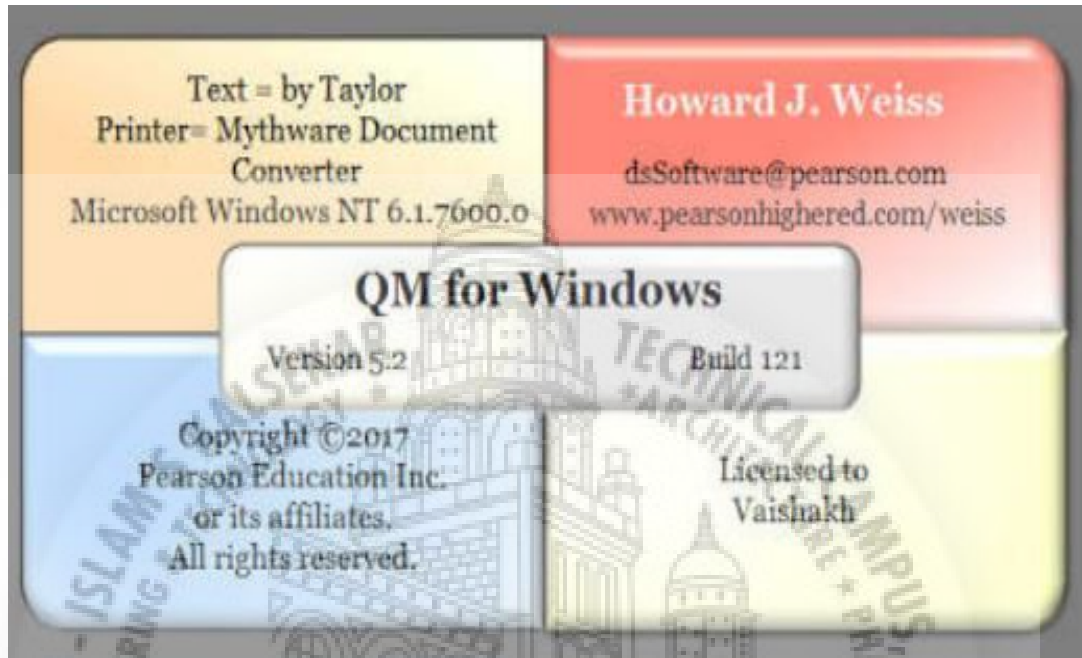 Text = by Taylor
Printer= Mythware Document
Converter
Microsoft Windows NT 6.1.7600.0
Howard J. Weiss
dsSoftware@pearson.com
www.pearsonhighered.com/weiss
QM for Windows
Version 5.2
Build 121
Copyright ©2017
Pearson Education Inc.
or its affiliates.
All rights reserved.
Licensed to
Vaishakh